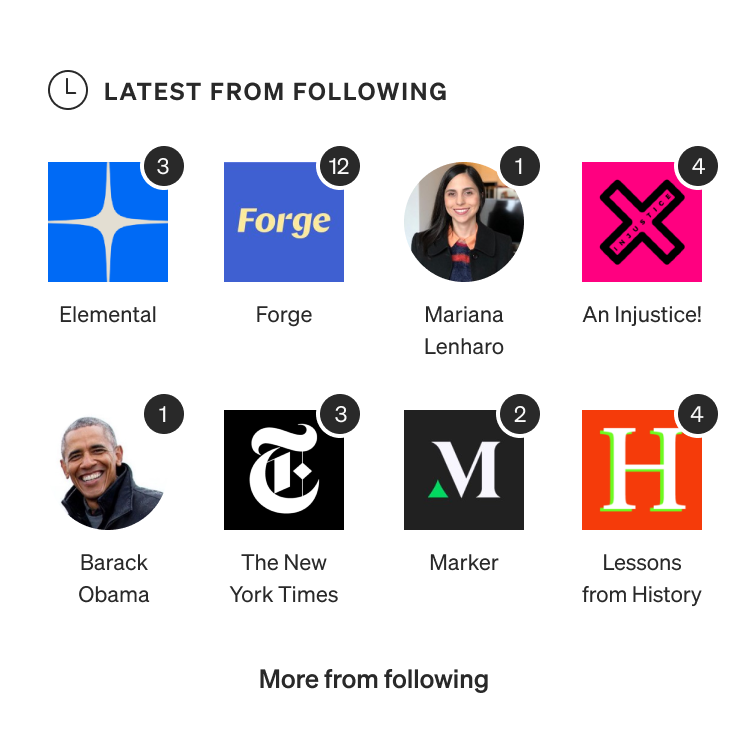 LATEST FROM FOLLOWING
3
12
1
4
Forge
INJUSTICE
Elemental
Forge
Mariana
Lenharo
An Injustice!
1
3
2
4
T
M
H
Barack
Obama
The New
York Times
Marker
Lessons
from History
More from following